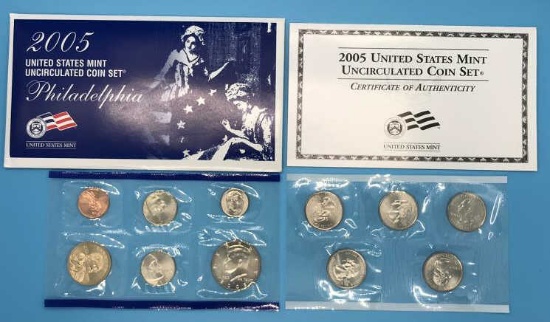 2005
UNITED STATES MINT
UNCIRCULATED COIN SET®
Philadelphia
UNITED STATES MINT
2005 UNITED STATES MINT
UNCIRCULATED COIN SET®
CERTIFICATE OF AUTHENTICITY
UNITED STATES MINT